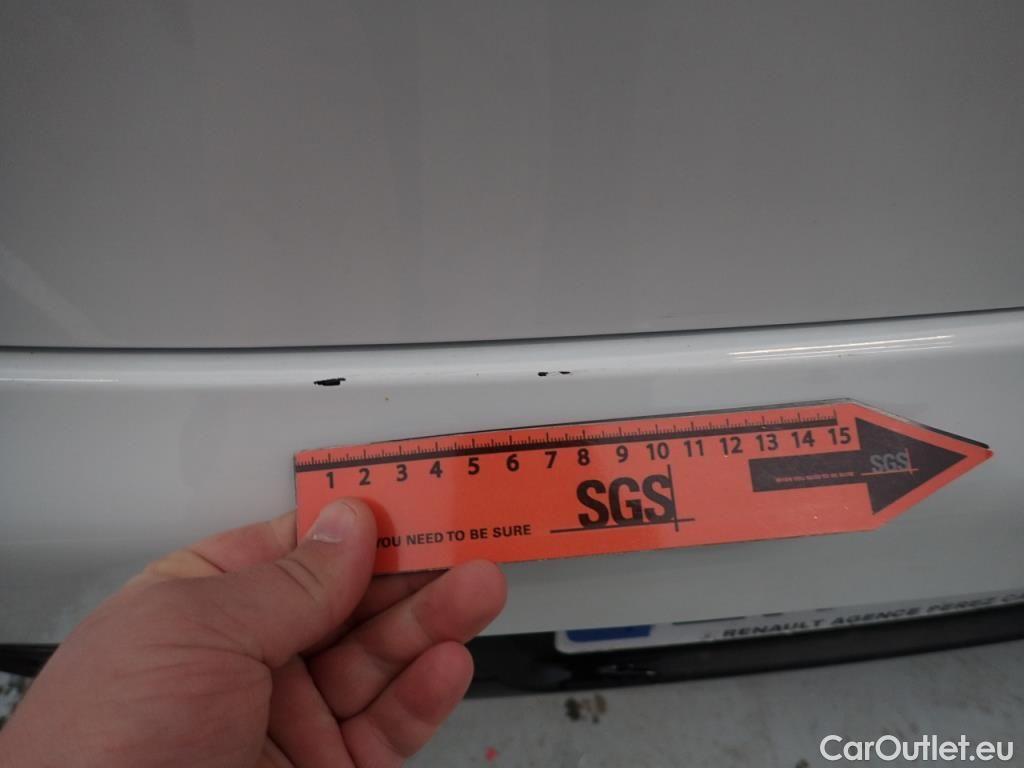 1 2 3 4 5 6 7 8 9 10 11 12 13 14 15
SGS
SGS
YOU NEED TO BE SURE
RENAULT AGENCE PEREZ
CarOutlet.eu